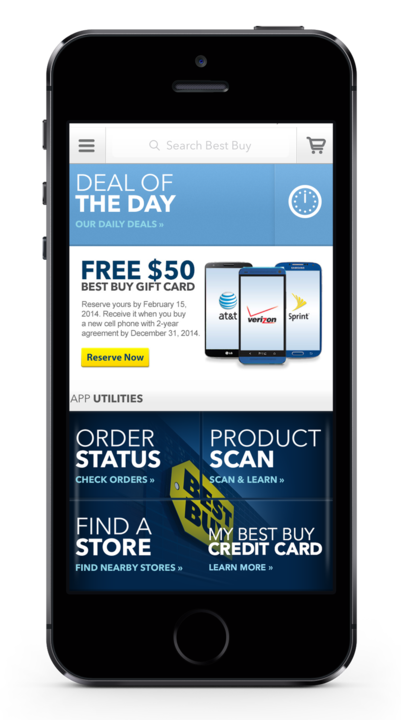 Search Best Buy
DEAL OF
THE DAY
OUR DAILY DEALS »
FREE $50
BEST BUY GIFT CARD
Reserve yours by February 15,
2014. Receive it when you buy
a new cell phone with 2-year
agreement by December 31, 2014.
Reserve Now
at&t
verizon
Sprint
LG
SAMSUNG
APP UTILITIES
ORDER
STATUS
CHECK ORDERS »
PRODUCT
SCAN
SCAN & LEARN »
BEST
BUY
FIND A
STORE
FIND NEARBY STORES »
MY BEST BUY
CREDIT CARD
LEARN MORE »